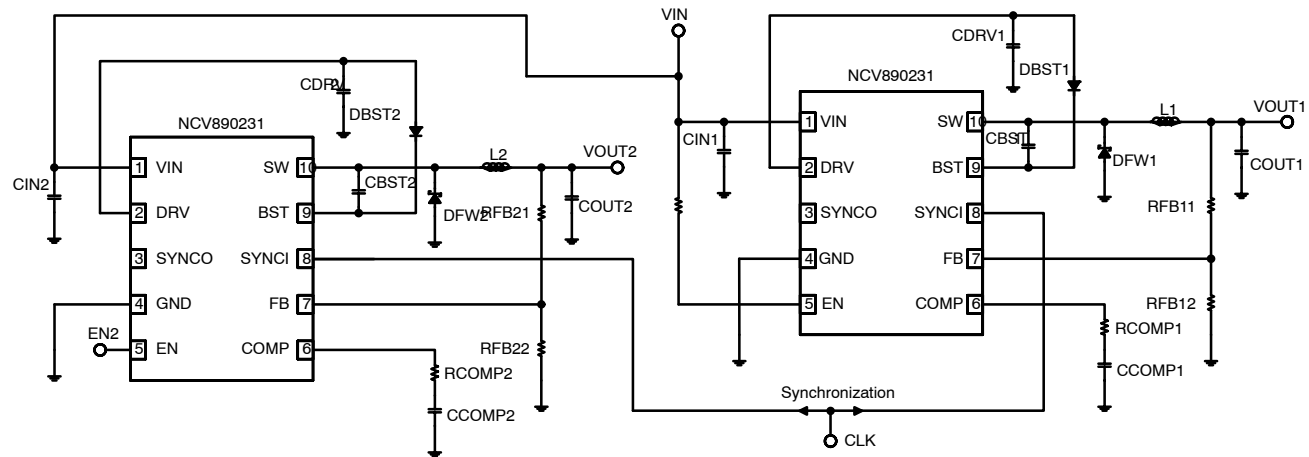 VIN
CDRV1
DBST1
NCV890231
1 VIN
SW 10
CIN1
CBST1
L1
VOUT1
2 DRV
BST 9
DFW1
COUT1
3 SYNCO
SYNCI 8
RFB11
4 GND
FB 7
5 EN
COMP 6
RFB12
RCOMP1
CCOMP1
CDRV2
DBST2
NCV890231
1 VIN
SW 10
L2
VOUT2
CIN2
CBST2
2 DRV
BST 9
DFW2
RFB21
COUT2
3 SYNCO
SYNCI 8
4 GND
FB 7
EN2
5 EN
COMP 6
RFB22
RCOMP2
CCOMP2
Synchronization
CLK